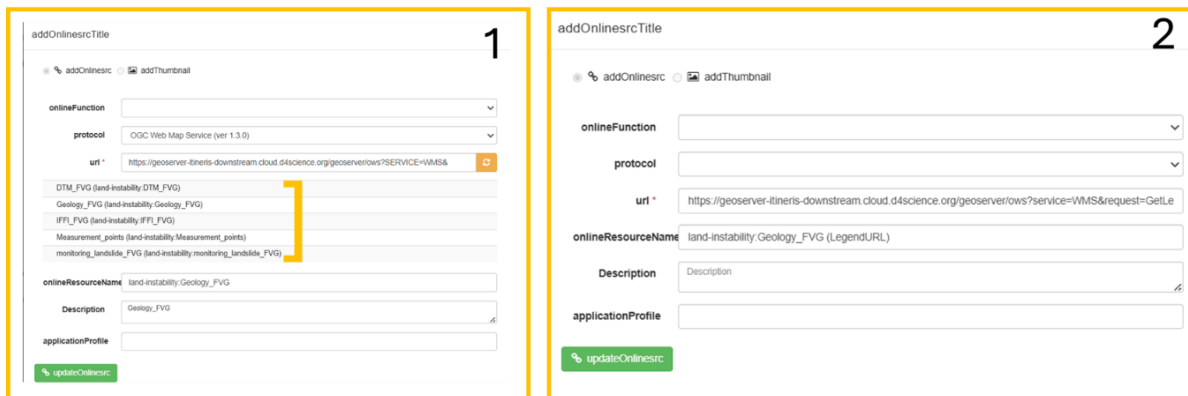 addOnlinesrcTitle
1
addOnlinesrc addThumbnail
onlineFunction
protocol OGC Web Map Service (ver 1.3.0)
url * https://geoserver-itineris-downstream.cloud.d4science.org/geoserver/ows?SERVICE=WMS&
DTM_FVG (land-instability:DTM_FVG)
Geology_FVG (land-instability:Geology_FVG)
IFFI_FVG (land-instability:IFFI_FVG)
Measurement_points (land-instability:Measurement_points)
monitoring_landslide_FVG (land-instability:monitoring_landslide_FVG)
onlineResourceName land-instability:Geology_FVG
Description Geology_FVG
applicationProfile
updateOnlinesrc
addOnlinesrcTitle
2
addOnlinesrc addThumbnail
onlineFunction
protocol
url * https://geoserver-itineris-downstream.cloud.d4science.org/geoserver/ows?service=WMS&request=GetLe
onlineResourceName land-instability:Geology_FVG (LegendURL)
Description Description
applicationProfile
updateOnlinesrc